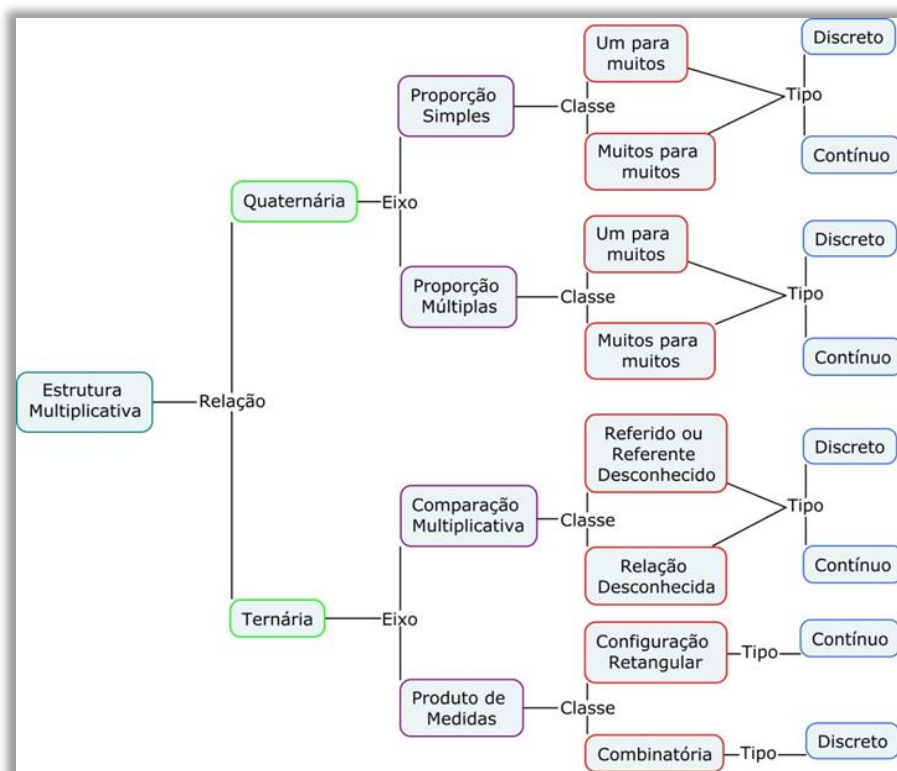 Um para
muitos
Discreto
Proporção
Simples
Classe
Tipo
Muitos para
muitos
Contínuo
Quaternária
Eixo
Um para
muitos
Discreto
Proporção
Múltiplas
Classe
Tipo
Muitos para
muitos
Contínuo
Estrutura
Multiplicativa
Relação
Referido ou
Referente
Desconhecido
Discreto
Comparação
Multiplicativa
Classe
Tipo
Relação
Desconhecida
Contínuo
Ternária
Eixo
Configuração
Retangular
Tipo
Contínuo
Produto de
Medidas
Classe
Combinatória
Tipo
Discreto